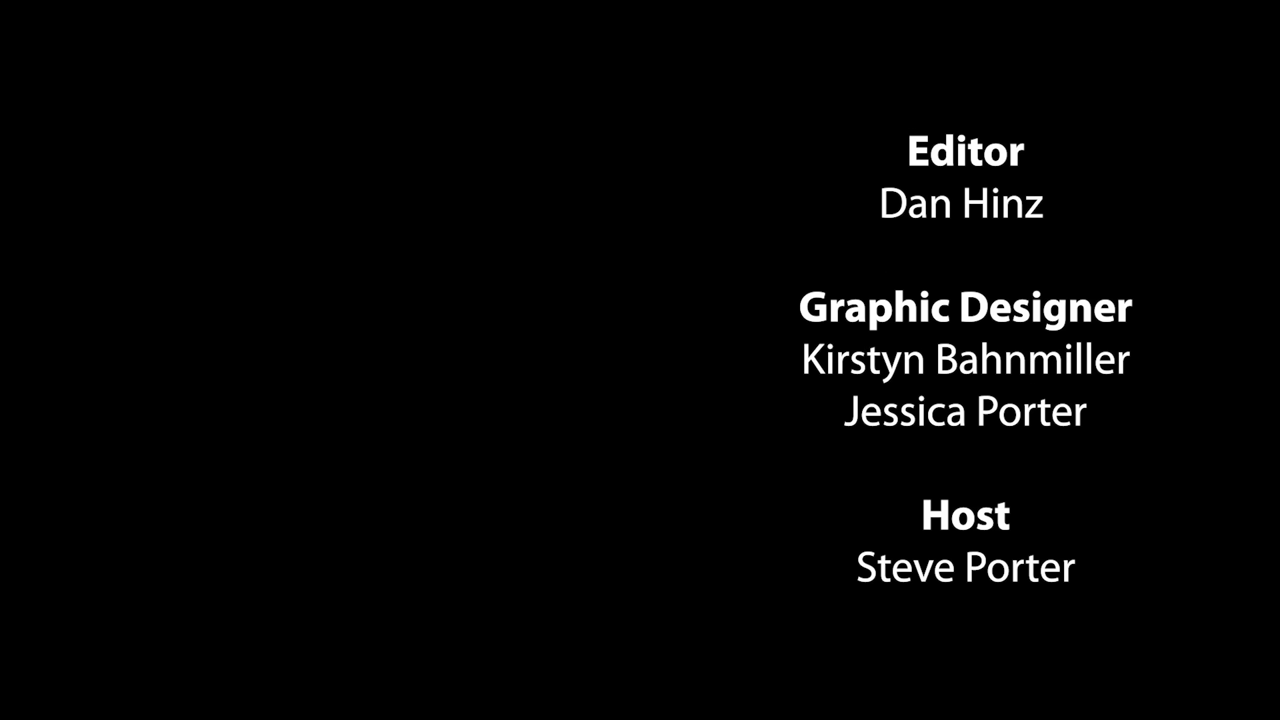 Editor
Dan Hinz
Graphic Designer
Kirstyn Bahnmiller
Jessica Porter
Host
Steve Porter